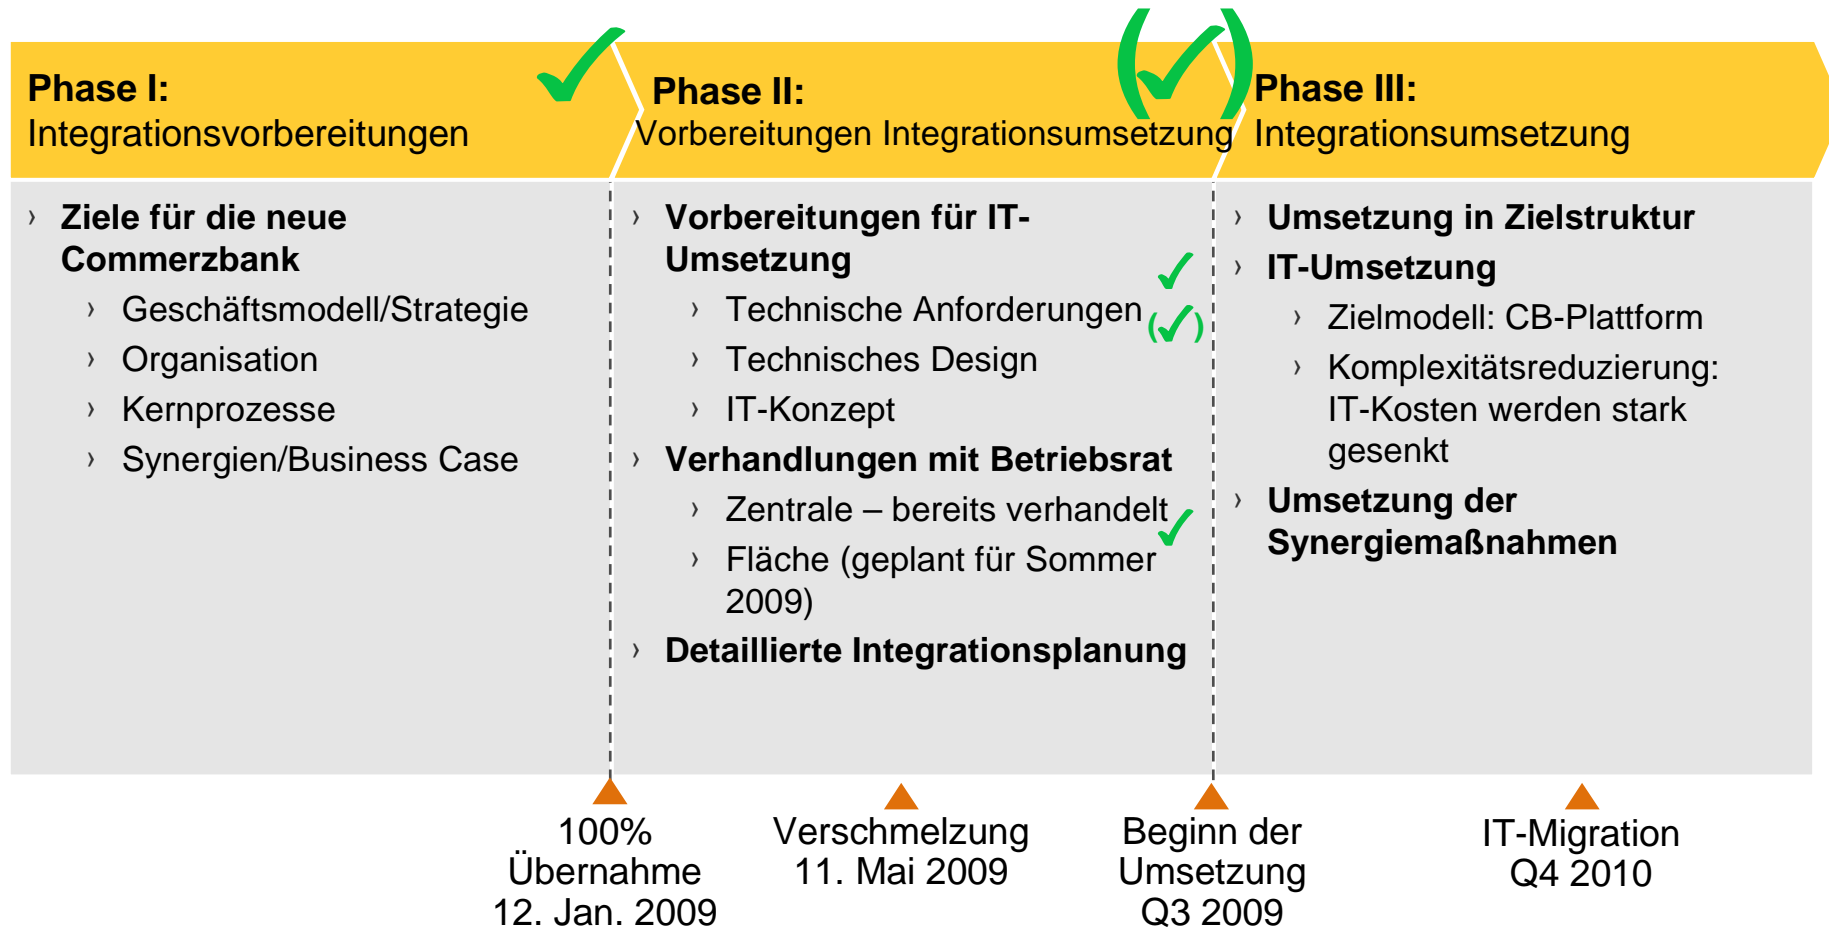 Phase I:
Integrationsvorbereitungen
Phase II:
Vorbereitungen Integrationsumsetzung
Phase III:
Integrationsumsetzung
› Ziele für die neue
Commerzbank
› Geschäftsmodell/Strategie
› Organisation
› Kernprozesse
› Synergien/Business Case
› Vorbereitungen für IT-
Umsetzung
› Technische Anforderungen
› Technisches Design
› IT-Konzept
› Verhandlungen mit Betriebsrat
› Zentrale – bereits verhandelt
› Fläche (geplant für Sommer
2009)
› Detaillierte Integrationsplanung
› Umsetzung in Zielstruktur
› IT-Umsetzung
› Zielmodell: CB-Plattform
› Komplexitätsreduzierung:
IT-Kosten werden stark
gesenkt
› Umsetzung der
Synergiemaßnahmen
100%
Übernahme
12. Jan. 2009
Verschmelzung
11. Mai 2009
Beginn der
Umsetzung
Q3 2009
IT-Migration
Q4 2010